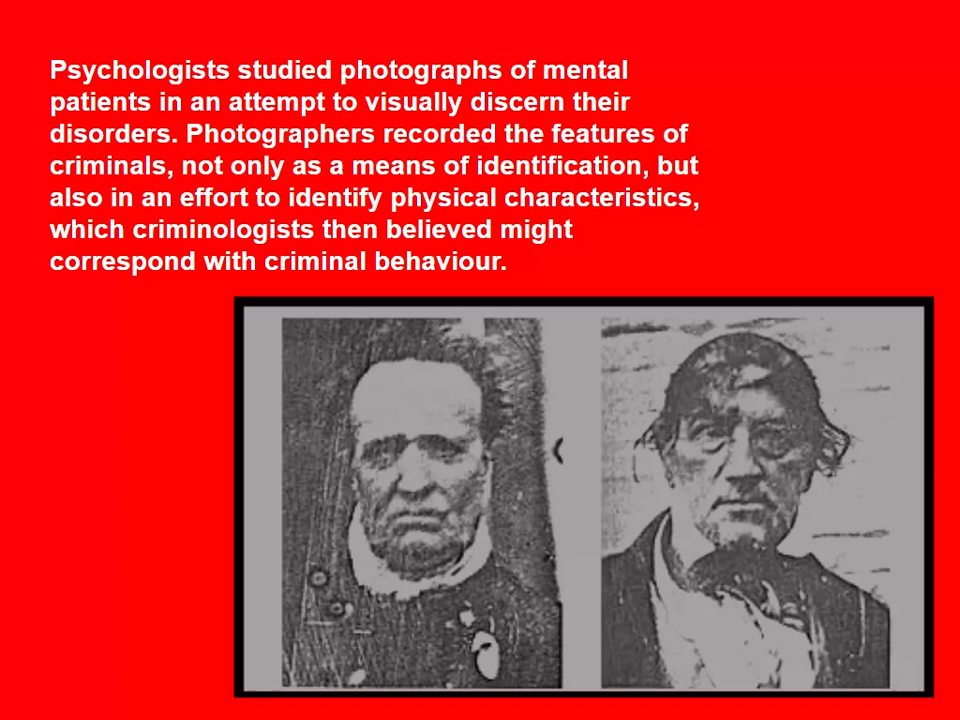 Psychologists studied photographs of mental
patients in an attempt to visually discern their
disorders. Photographers recorded the features of
criminals, not only as a means of identification, but
also in an effort to identify physical characteristics,
which criminologists then believed might
correspond with criminal behaviour.